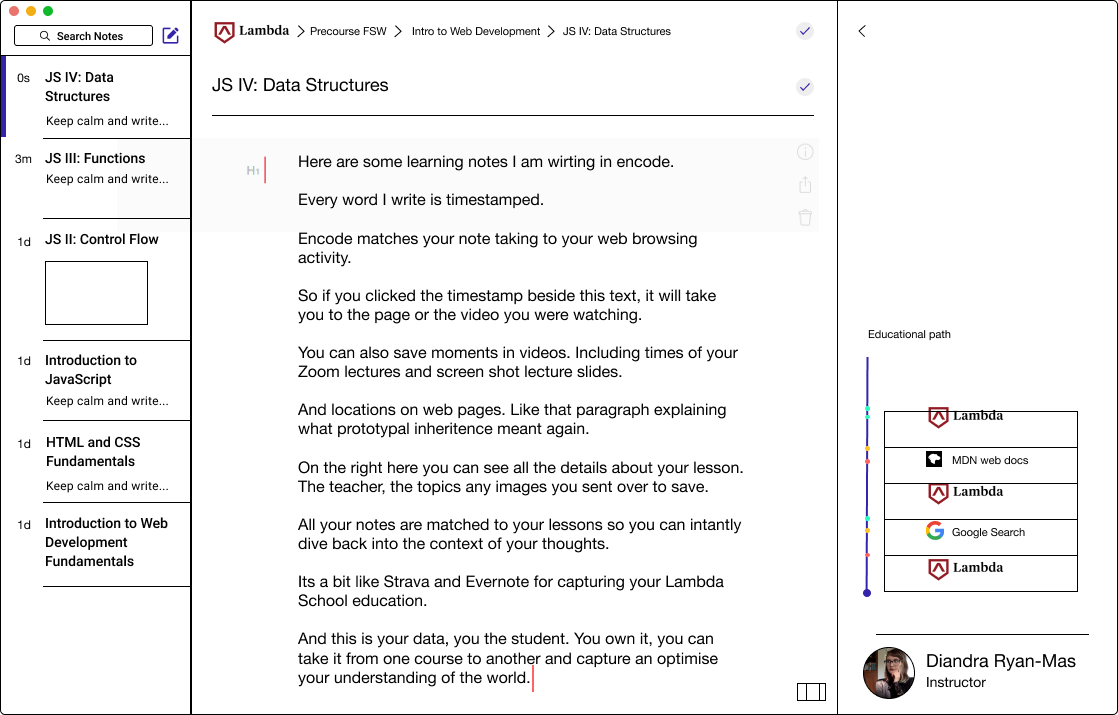 Search Notes
0s
JS IV: Data
Structures
Keep calm and write...
3m
JS III: Functions
Keep calm and write...
1d
JS II: Control Flow
1d
Introduction to
JavaScript
Keep calm and write...
1d
HTML and CSS
Fundamentals
Keep calm and write...
1d
Introduction to Web
Development
Fundamentals
Lambda
Precourse FSW
Intro to Web Development
JS IV: Data Structures
JS IV: Data Structures
H1
Here are some learning notes I am wirting in encode.
Every word I write is timestamped.
Encode matches your note taking to your web browsing
activity.
So if you clicked the timestamp beside this text, it will take
you to the page or the video you were watching.
You can also save moments in videos. Including times of your
Zoom lectures and screen shot lecture slides.
And locations on web pages. Like that paragraph explaining
what prototypal inheritence meant again.
On the right here you can see all the details about your lesson.
The teacher, the topics any images you sent over to save.
All your notes are matched to your lessons so you can intantly
dive back into the context of your thoughts.
Its a bit like Strava and Evernote for capturing your Lambda
School education.
And this is your data, you the student. You own it, you can
take it from one course to another and capture an optimise
your understanding of the world.
Educational path
Lambda
MDN web docs
Lambda
Google Search
Lambda
Diandra Ryan-Mas
Instructor